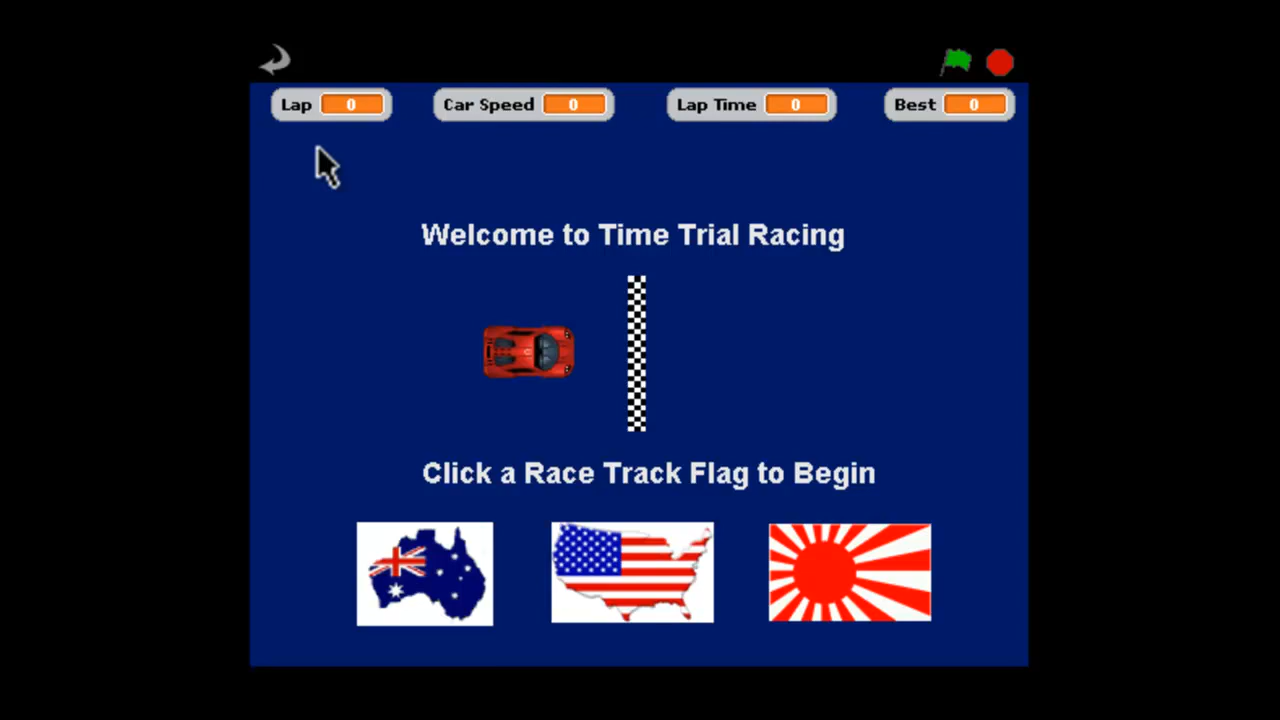 Lap 0 Car Speed 0 Lap Time 0 Best 0
Welcome to Time Trial Racing
Click a Race Track Flag to Begin